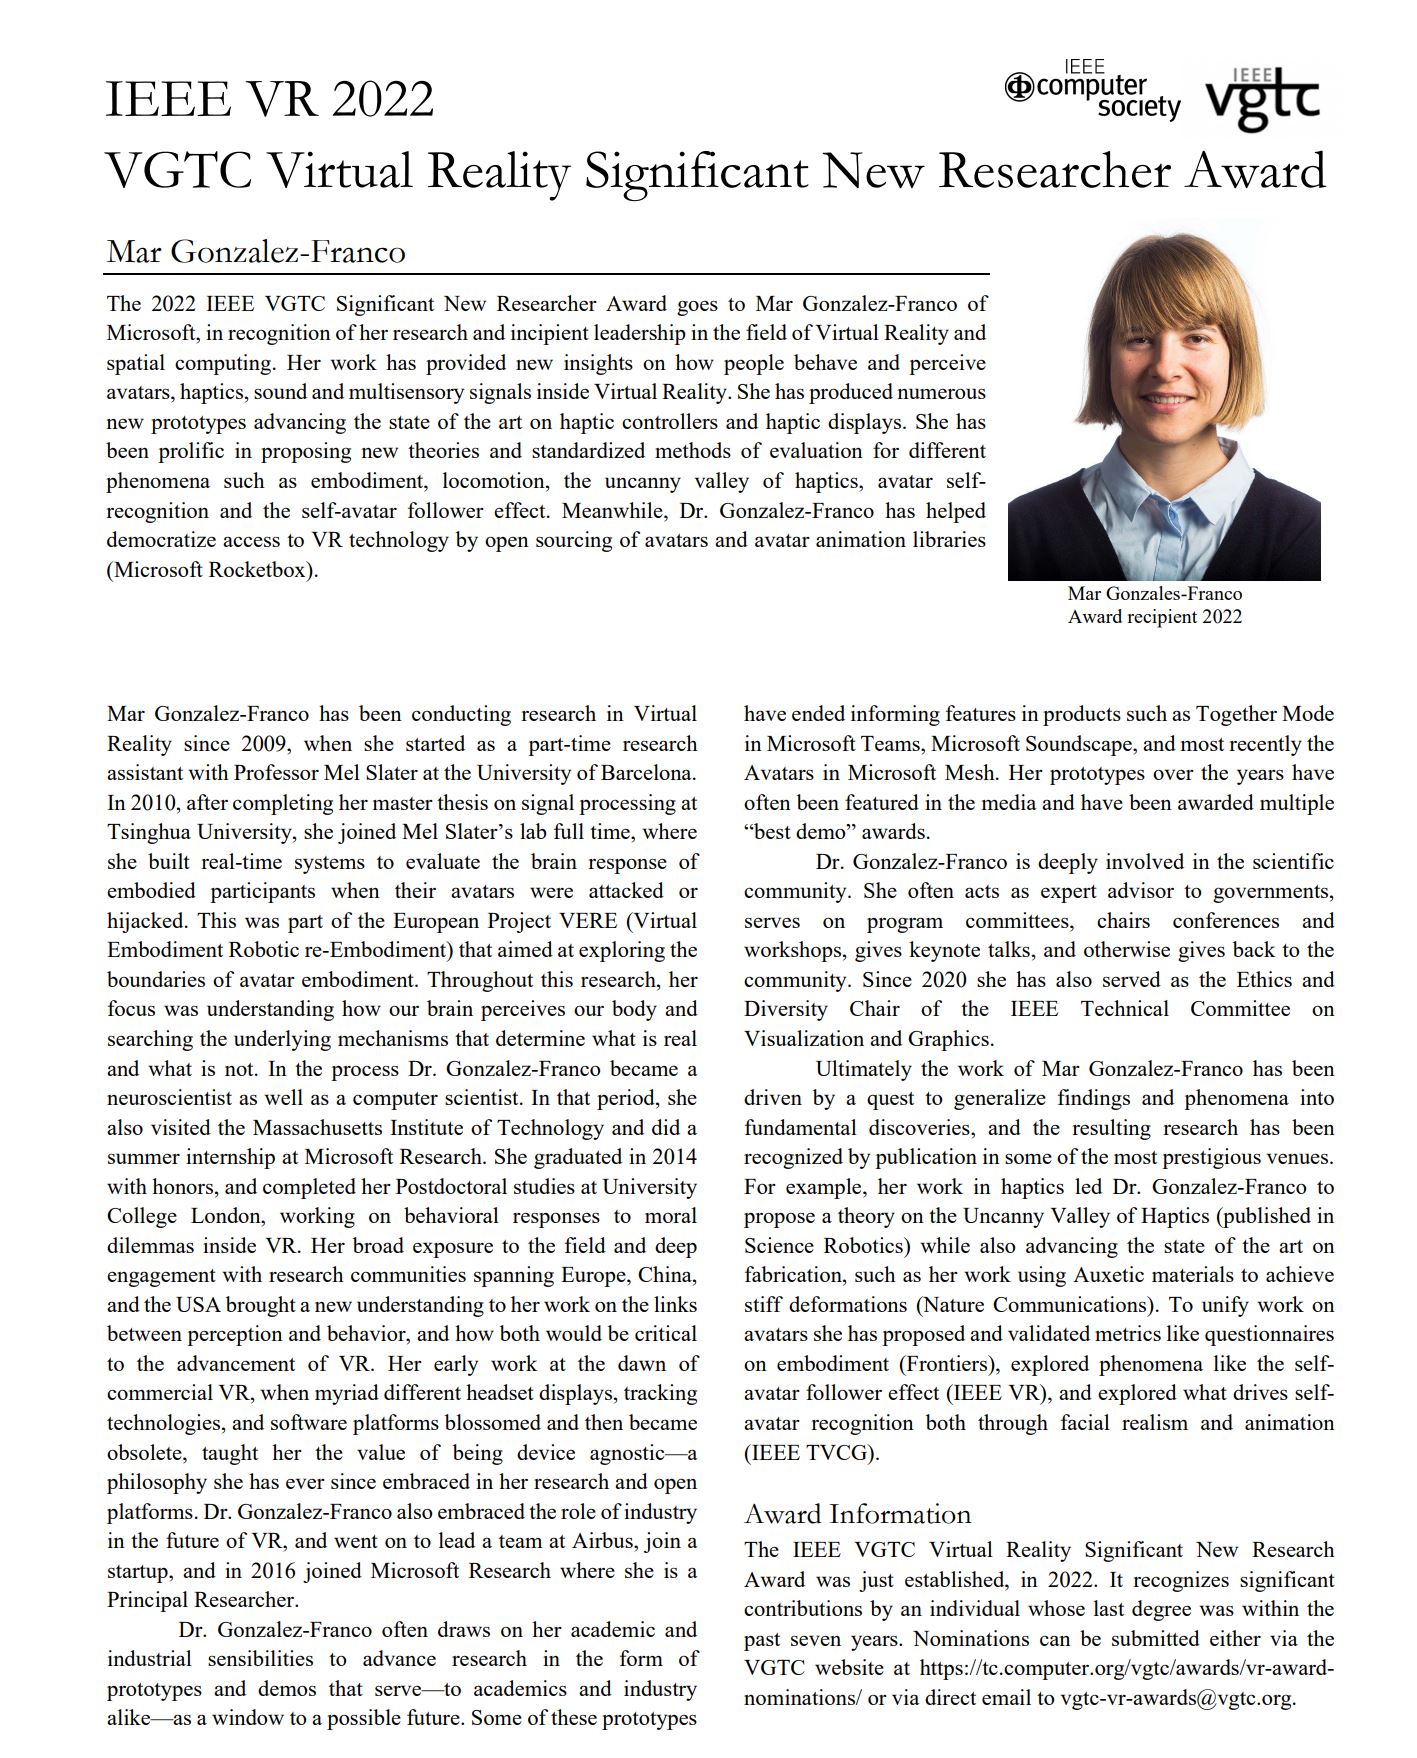 IEEE VR 2022
IEEE
computer
society
IEEE
vgtc
VGTC Virtual Reality Significant New Researcher Award
Mar Gonzalez-Franco
The 2022 IEEE VGTC Significant New Researcher Award goes to Mar Gonzalez-Franco of
Microsoft, in recognition of her research and incipient leadership in the field of Virtual Reality and
spatial computing. Her work has provided new insights on how people behave and perceive
avatars, haptics, sound and multisensory signals inside Virtual Reality. She has produced numerous
new prototypes advancing the state of the art on haptic controllers and haptic displays. She has
been prolific in proposing new theories and standardized methods of evaluation for different
phenomena such as embodiment, locomotion, the uncanny valley of haptics, avatar self-
recognition and the self-avatar follower effect. Meanwhile, Dr. Gonzalez-Franco has helped
democratize access to VR technology by open sourcing of avatars and avatar animation libraries
(Microsoft Rocketbox).
Mar Gonzales-Franco
Award recipient 2022
Mar Gonzalez-Franco has been conducting research in Virtual
Reality since 2009, when she started as a part-time research
assistant with Professor Mel Slater at the University of Barcelona.
In 2010, after completing her master thesis on signal processing at
Tsinghua University, she joined Mel Slater’s lab full time, where
she built real-time systems to evaluate the brain response of
embodied participants when their avatars were attacked or
hijacked. This was part of the European Project VERE (Virtual
Embodiment Robotic re-Embodiment) that aimed at exploring the
boundaries of avatar embodiment. Throughout this research, her
focus was understanding how our brain perceives our body and
searching the underlying mechanisms that determine what is real
and what is not. In the process Dr. Gonzalez-Franco became a
neuroscientist as well as a computer scientist. In that period, she
also visited the Massachusetts Institute of Technology and did a
summer internship at Microsoft Research. She graduated in 2014
with honors, and completed her Postdoctoral studies at University
College London, working on behavioral responses to moral
dilemmas inside VR. Her broad exposure to the field and deep
engagement with research communities spanning Europe, China,
and the USA brought a new understanding to her work on the links
between perception and behavior, and how both would be critical
to the advancement of VR. Her early work at the dawn of
commercial VR, when myriad different headset displays, tracking
technologies, and software platforms blossomed and then became
obsolete, taught her the value of being device agnostic—a
philosophy she has ever since embraced in her research and open
platforms. Dr. Gonzalez-Franco also embraced the role of industry
in the future of VR, and went on to lead a team at Airbus, join a
startup, and in 2016 joined Microsoft Research where she is a
Principal Researcher.
Dr. Gonzalez-Franco often draws on her academic and
industrial sensibilities to advance research in the form of
prototypes and demos that serve—to academics and industry
alike—as a window to a possible future. Some of these prototypes
have ended informing features in products such as Together Mode
in Microsoft Teams, Microsoft Soundscape, and most recently the
Avatars in Microsoft Mesh. Her prototypes over the years have
often been featured in the media and have been awarded multiple
“best demo” awards.
Dr. Gonzalez-Franco is deeply involved in the scientific
community. She often acts as expert advisor to governments,
serves on program committees, chairs conferences and
workshops, gives keynote talks, and otherwise gives back to the
community. Since 2020 she has also served as the Ethics and
Diversity Chair of the IEEE Technical Committee on
Visualization and Graphics.
Ultimately the work of Mar Gonzalez-Franco has been
driven by a quest to generalize findings and phenomena into
fundamental discoveries, and the resulting research has been
recognized by publication in some of the most prestigious venues.
For example, her work in haptics led Dr. Gonzalez-Franco to
propose a theory on the Uncanny Valley of Haptics (published in
Science Robotics) while also advancing the state of the art on
fabrication, such as her work using Auxetic materials to achieve
stiff deformations (Nature Communications). To unify work on
avatars she has proposed and validated metrics like questionnaires
on embodiment (Frontiers), explored phenomena like the self-
avatar follower effect (IEEE VR), and explored what drives self-
avatar recognition both through facial realism and animation
(IEEE TVCG).
Award Information
The IEEE VGTC Virtual Reality Significant New Research
Award was just established, in 2022. It recognizes significant
contributions by an individual whose last degree was within the
past seven years. Nominations can be submitted either via the
VGTC website at https://tc.computer.org/vgtc/awards/vr-award-
nominations/ or via direct email to vgtc-vr-awards@vgtc.org.